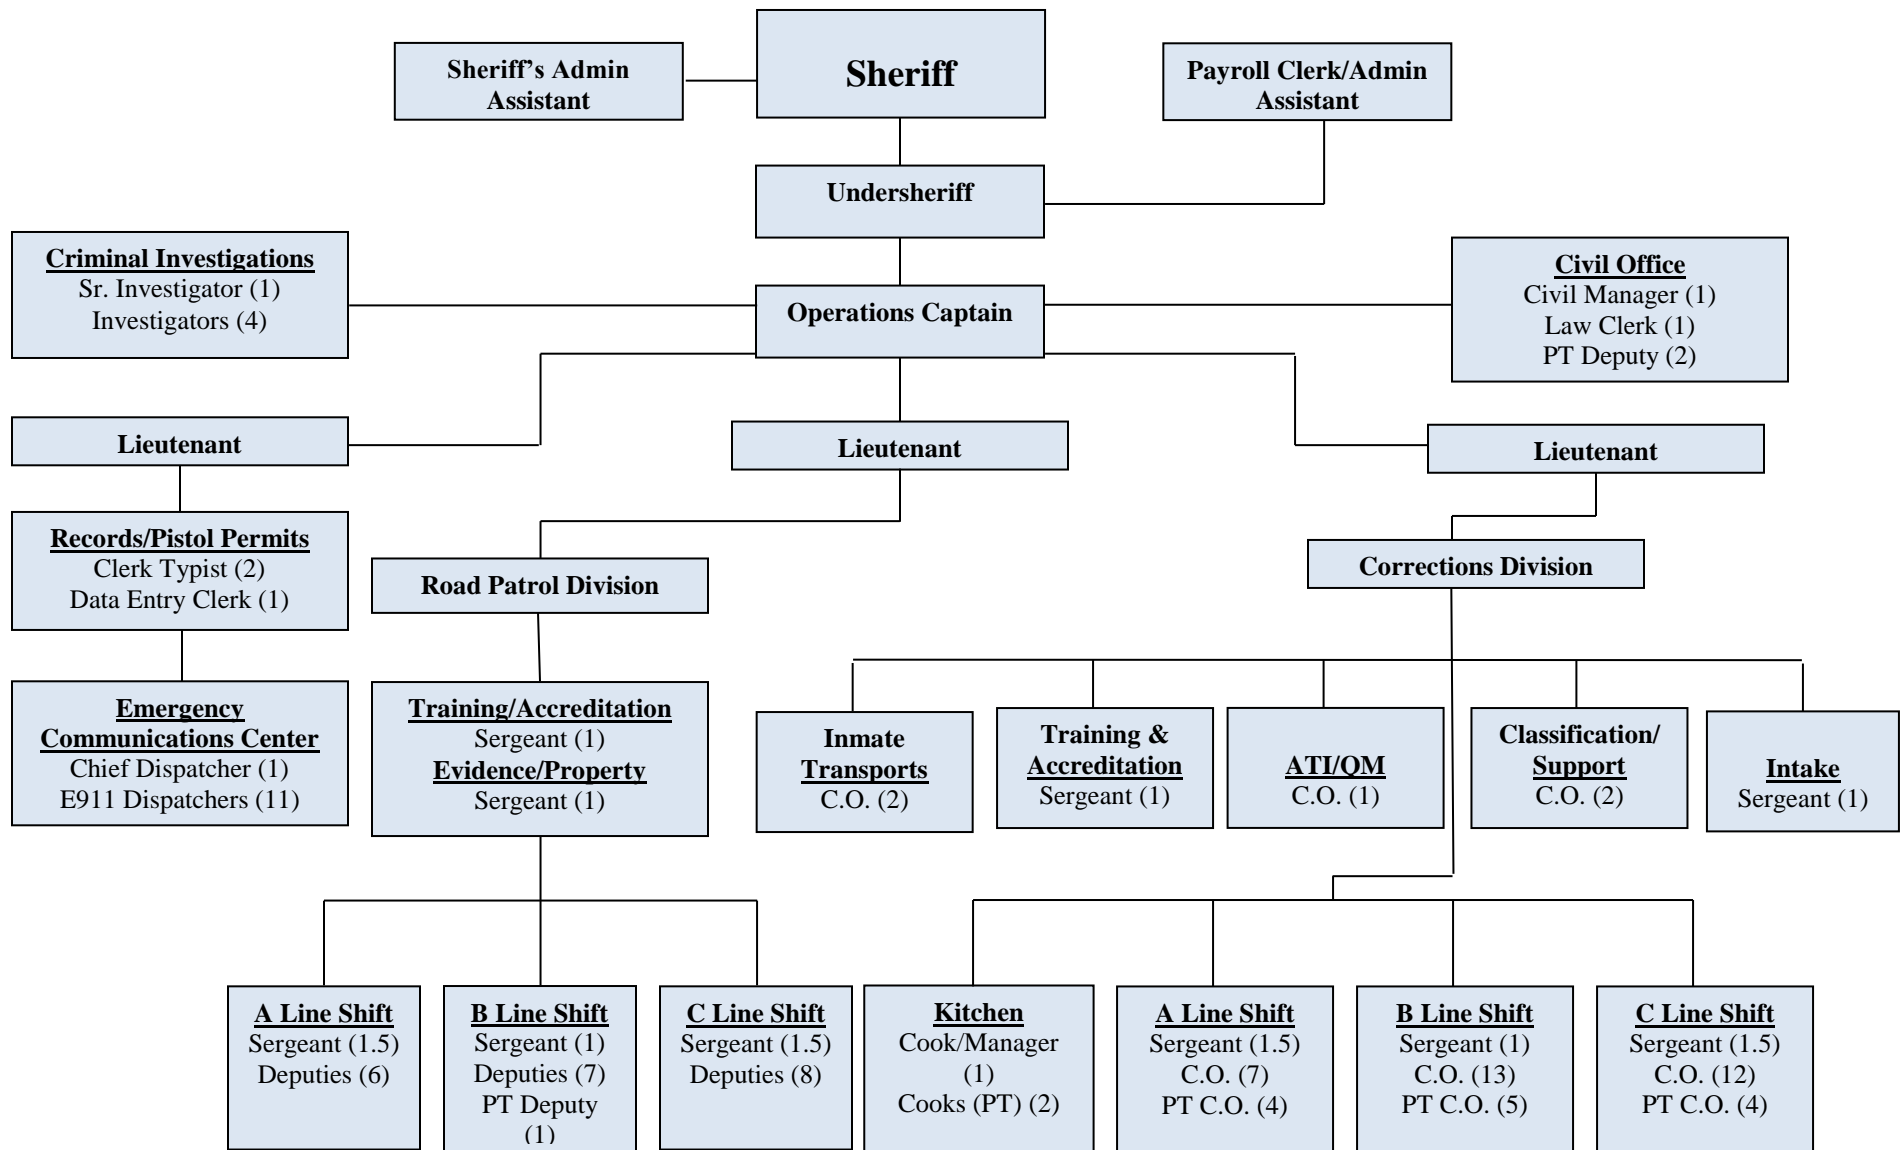 Sheriff's Admin
Assistant
Sheriff
Payroll Clerk/Admin
Assistant
Undersheriff
Criminal Investigations
Sr. Investigator (1)
Investigators (4)
Operations Captain
Civil Office
Civil Manager (1)
Law Clerk (1)
PT Deputy (2)
Lieutenant
Lieutenant
Lieutenant
Records/Pistol Permits
Clerk Typist (2)
Data Entry Clerk (1)
Road Patrol Division
Corrections Division
Emergency
Communications Center
Chief Dispatcher (1)
E911 Dispatchers (11)
Training/Accreditation
Sergeant (1)
Evidence/Property
Sergeant (1)
Inmate
Transports
C.O. (2)
Training &
Accreditation
Sergeant (1)
ATI/QM
C.O. (1)
Classification/
Support
C.O. (2)
Intake
Sergeant (1)
A Line Shift
Sergeant (1.5)
Deputies (6)
B Line Shift
Sergeant (1)
Deputies (7)
PT Deputy
(1)
C Line Shift
Sergeant (1.5)
Deputies (8)
Kitchen
Cook/Manager
(1)
Cooks (PT) (2)
A Line Shift
Sergeant (1.5)
C.O. (7)
PT C.O. (4)
B Line Shift
Sergeant (1)
C.O. (13)
PT C.O. (5)
C Line Shift
Sergeant (1.5)
C.O. (12)
PT C.O. (4)